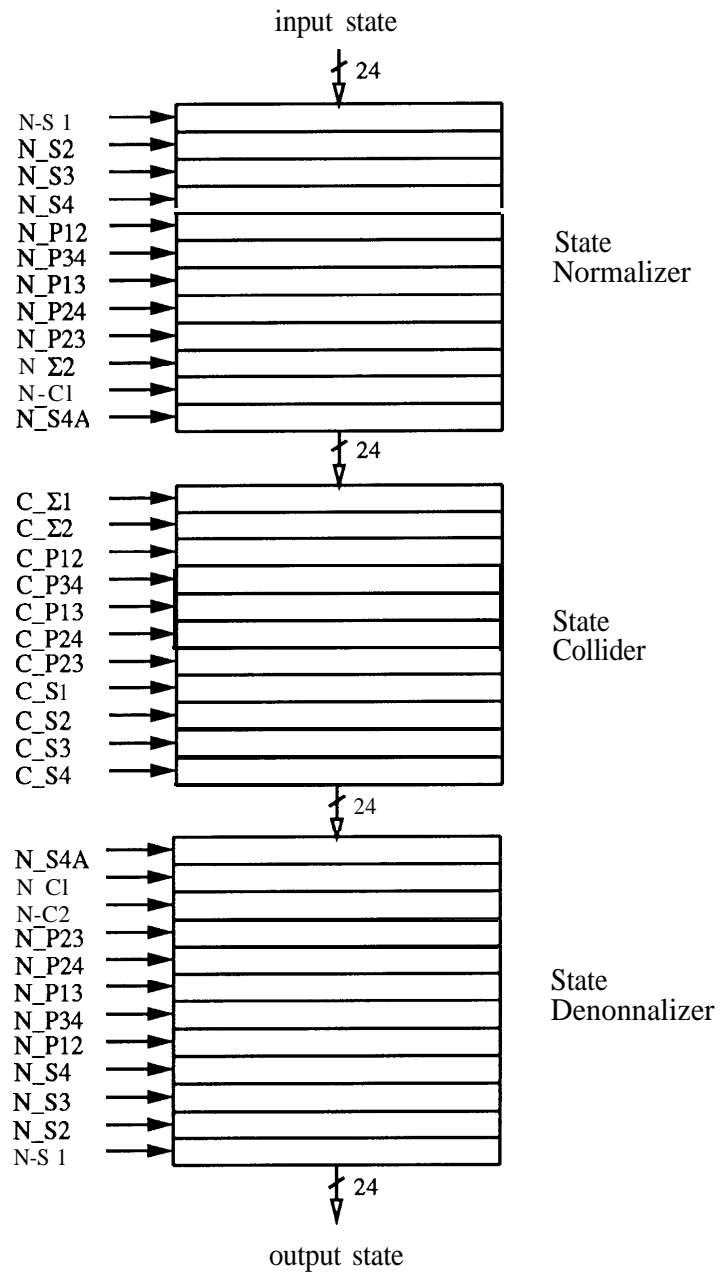 input state
24
N-S 1
N_S2
N_S3
N_S4
N_P12
N_P34
N_P13
N_P24
N_P23
N Σ2
N-Cl
N_S4A
State
Normalizer
24
C_Σ1
C_Σ2
C_P12
C_P34
C_P13
C_P24
C_P23
C_S1
C_S2
C_S3
C_S4
State
Collider
24
N_S4A
N Cl
N-C2
N_P23
N_P24
N_P13
N_P34
N_P12
N_S4
N_S3
N_S2
N-S 1
State
Denonnalizer
24
output state